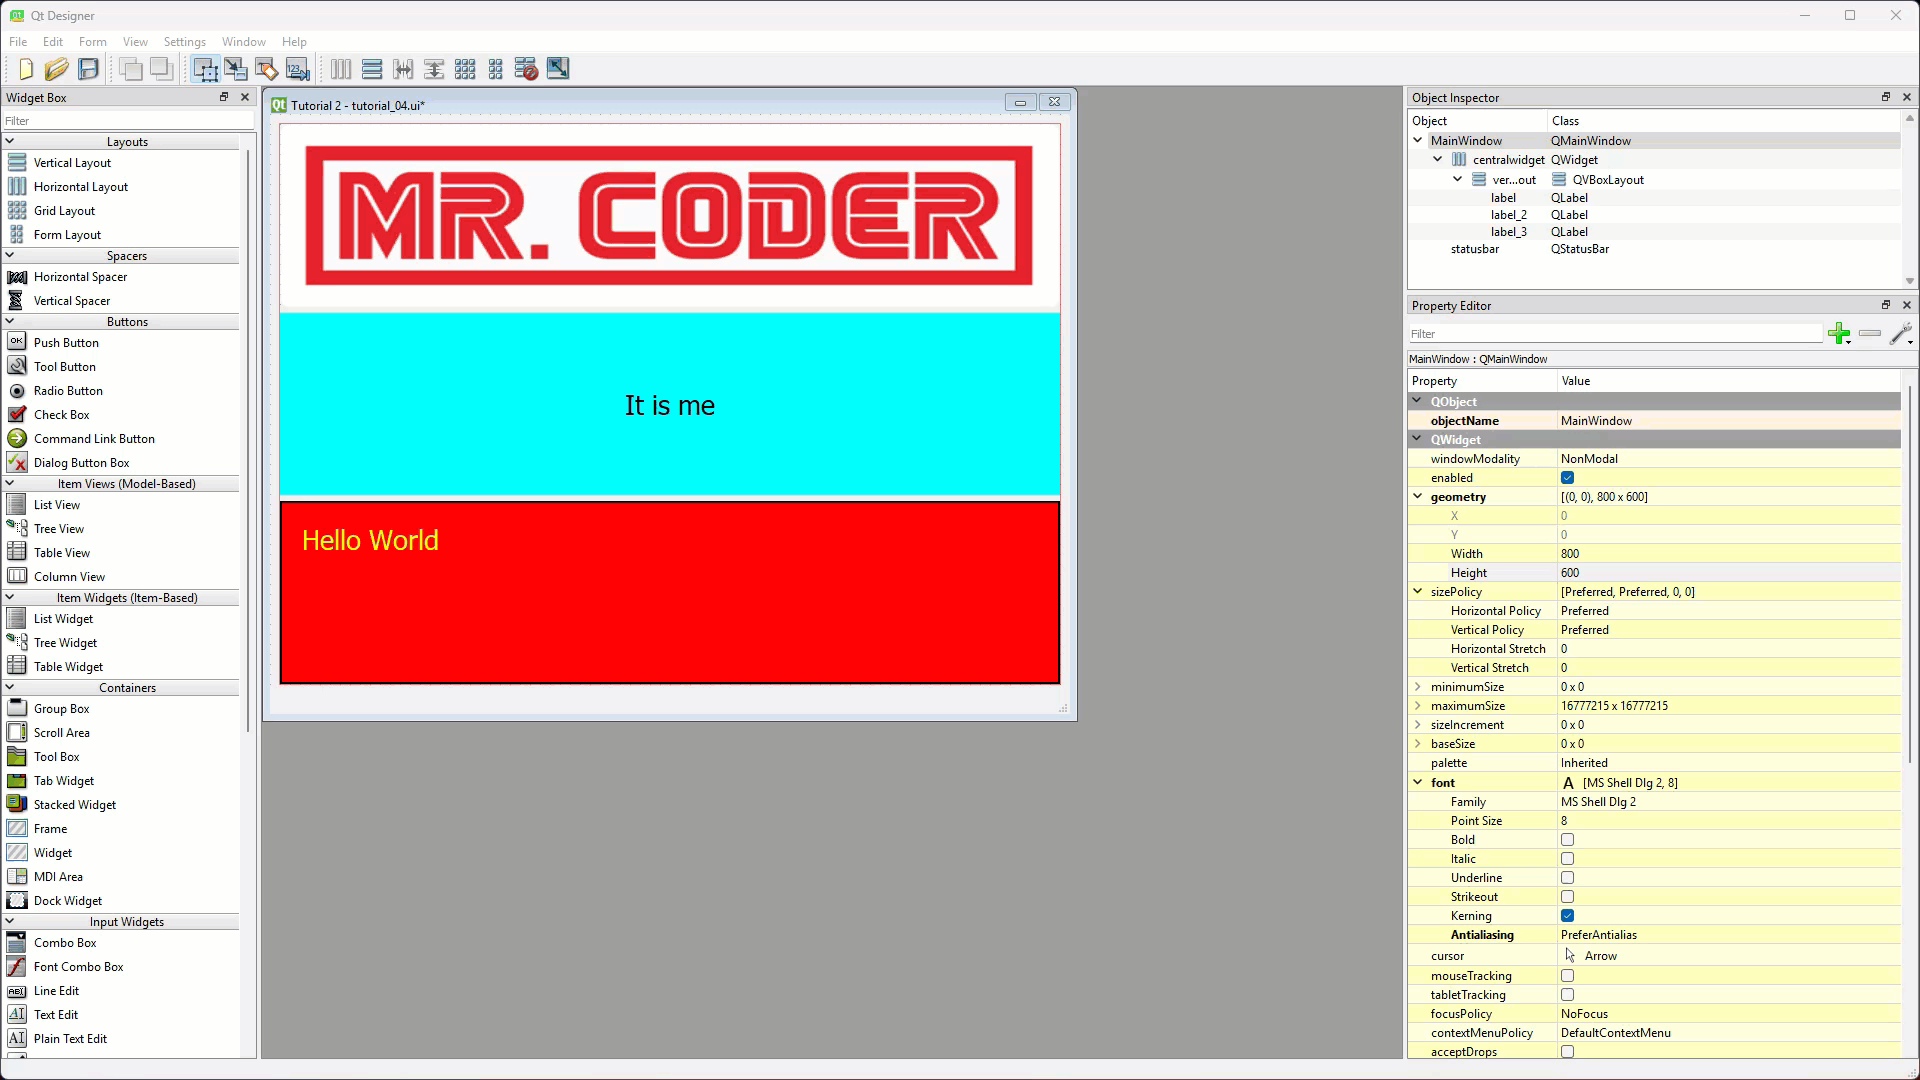 Qt Designer
File Edit Form View Settings Window Help
Widget Box
Filter
Layouts
Vertical Layout
Horizontal Layout
Grid Layout
Form Layout
Spacers
Horizontal Spacer
Vertical Spacer
Buttons
Push Button
Tool Button
Radio Button
Check Box
Command Link Button
Dialog Button Box
Item Views (Model-Based)
List View
Tree View
Table View
Column View
Item Widgets (Item-Based)
List Widget
Tree Widget
Table Widget
Containers
Group Box
Scroll Area
Tool Box
Tab Widget
Stacked Widget
Frame
Widget
MDI Area
Dock Widget
Input Widgets
Combo Box
Font Combo Box
Line Edit
Text Edit
Plain Text Edit
Tutorial 2 - tutorial_04.ui*
MR. CODER
It is me
Hello World
Object Inspector
Object Class
MainWindow QMainWindow
centralwidget QWidget
ver...out QVBoxLayout
label QLabel
label_2 QLabel
label_3 QLabel
statusbar QStatusBar
Property Editor
Filter
MainWindow : QMainWindow
Property Value
QObject
objectName MainWindow
QWidget
windowModality NonModal
enabled
geometry [(0, 0), 800 x 600]
X 0
Y 0
Width 800
Height 600
sizePolicy [Preferred, Preferred, 0, 0]
Horizontal Policy Preferred
Vertical Policy Preferred
Horizontal Stretch 0
Vertical Stretch 0
minimumSize 0 x 0
maximumSize 16777215 x 16777215
sizeIncrement 0 x 0
baseSize 0 x 0
palette Inherited
font A [MS Shell Dlg 2, 8]
Family MS Shell Dlg 2
Point Size 8
Bold
Italic
Underline
Strikeout
Kerning
Antialiasing PreferAntialias
cursor Arrow
mouseTracking
tabletTracking
focusPolicy NoFocus
contextMenuPolicy DefaultContextMenu
acceptDrops